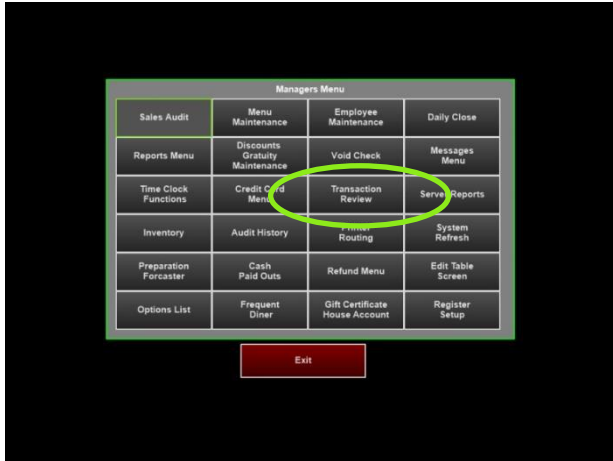 Managers Menu
Sales Audit
Menu
Maintenance
Employee
Maintenance
Daily Close
Reports Menu
Discounts
Gratuity
Maintenance
Void Check
Messages
Menu
Time Clock
Functions
Credit Card
Menu
Transaction
Review
Server Reports
Inventory
Audit History
Printer
Routing
System
Refresh
Preparation
Forcaster
Cash
Paid Outs
Refund Menu
Edit Table
Screen
Options List
Frequent
Diner
Gift Certificate
House Account
Register
Setup
Exit